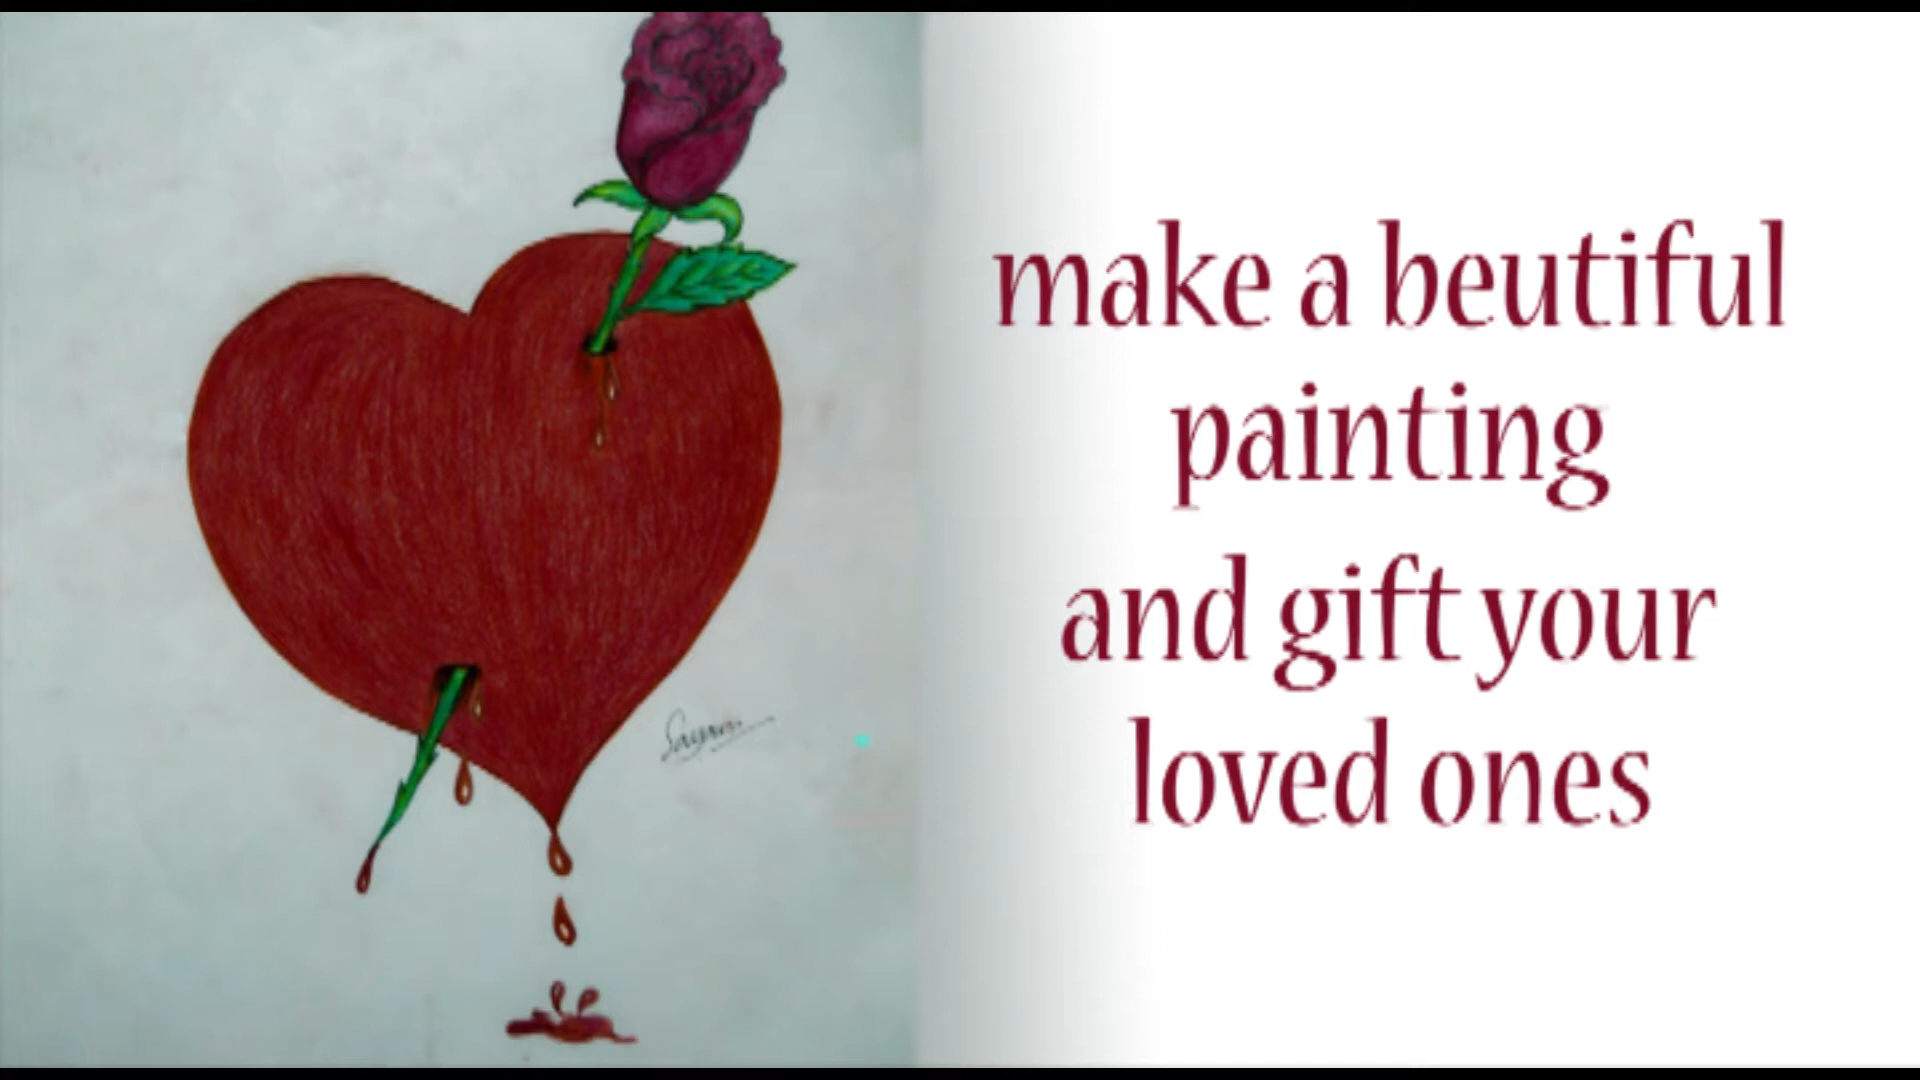 make a beutiful
painting
and gift your
loved ones